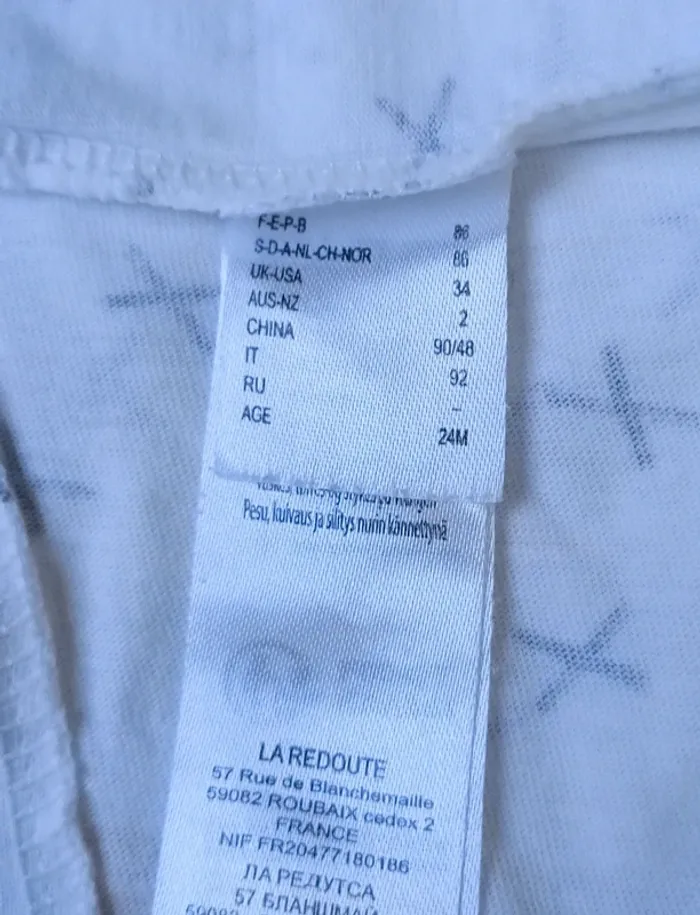 F-E-P-B 86
S-D-A-NL-CH-NOR 86
UK-USA 34
AUS-NZ 2
CHINA 90/48
IT 92
RU –
AGE 24M
Pesu, kuivaus ja silitys nurin kännettynä
LA REDOUTE
57 Rue de Blanchemaille
59082 ROUBAIX cedex 2
FRANCE
NIF FR20477180186
ЛА РЕДУТСА
57 БЛАНШМАЙ